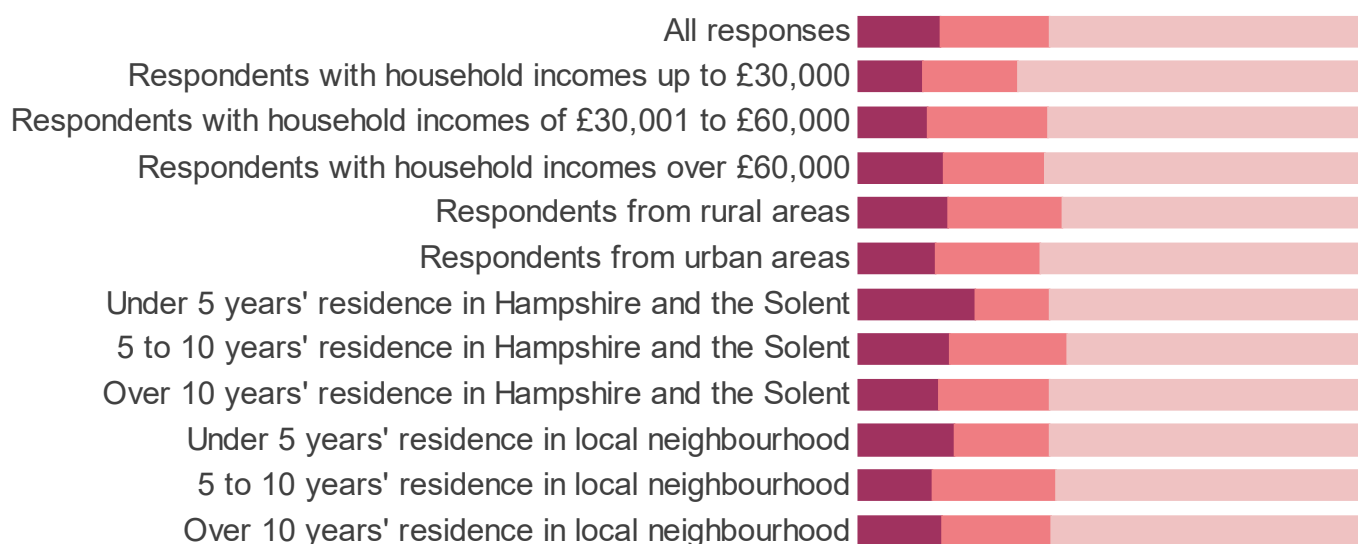 All responses
Respondents with household incomes up to £30,000
Respondents with household incomes of £30,001 to £60,000
Respondents with household incomes over £60,000
Respondents from rural areas
Respondents from urban areas
Under 5 years' residence in Hampshire and the Solent
5 to 10 years' residence in Hampshire and the Solent
Over 10 years' residence in Hampshire and the Solent
Under 5 years' residence in local neighbourhood
5 to 10 years' residence in local neighbourhood
Over 10 years' residence in local neighbourhood